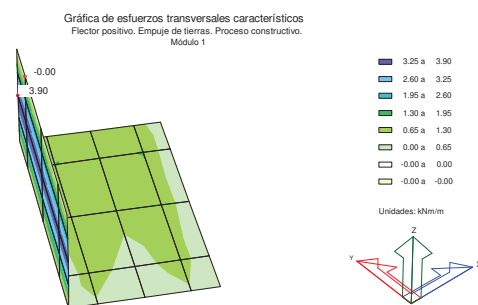 Gráfica de esfuerzos transversales característicos
Flector positivo. Empuje de tierras. Proceso constructivo.
Módulo 1
-0.00
3.90
3.25 a 3.90
2.60 a 3.25
1.95 a 2.60
1.30 a 1.95
0.65 a 1.30
0.00 a 0.65
-0.00 a 0.00
-0.00 a -0.00
Unidades: kNm/m
Z
Y
X